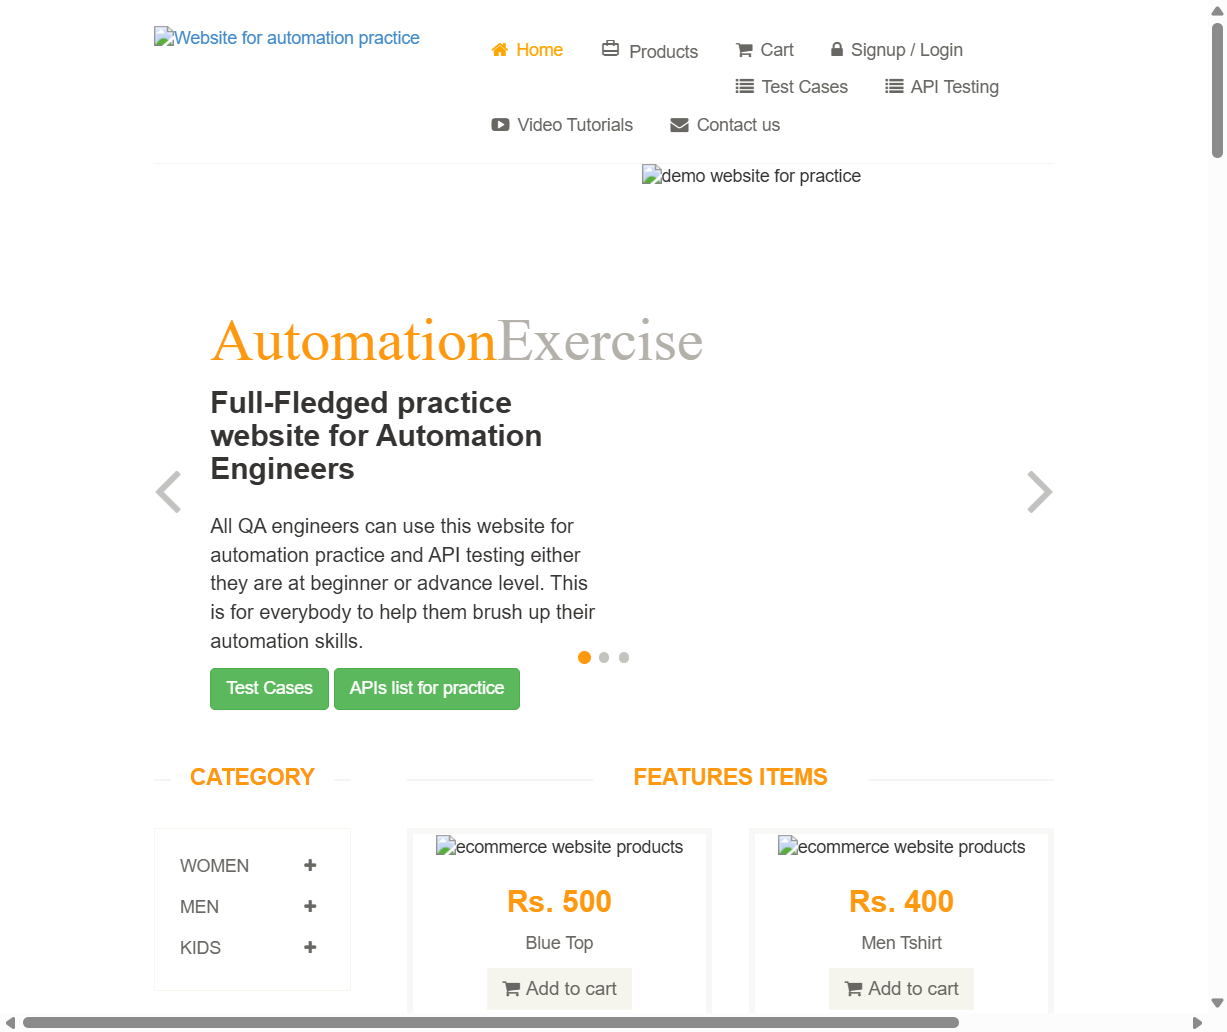 Website for automation practice
Home Products Cart Signup / Login
Test Cases API Testing
Video Tutorials Contact us
demo website for practice
AutomationExercise
Full-Fledged practice
website for Automation
Engineers
All QA engineers can use this website for
automation practice and API testing either
they are at beginner or advance level. This
is for everybody to help them brush up their
automation skills.
Test Cases APIs list for practice
CATEGORY
WOMEN
MEN
KIDS
FEATURES ITEMS
ecommerce website products
Rs. 500
Blue Top
Add to cart
ecommerce website products
Rs. 400
Men Tshirt
Add to cart